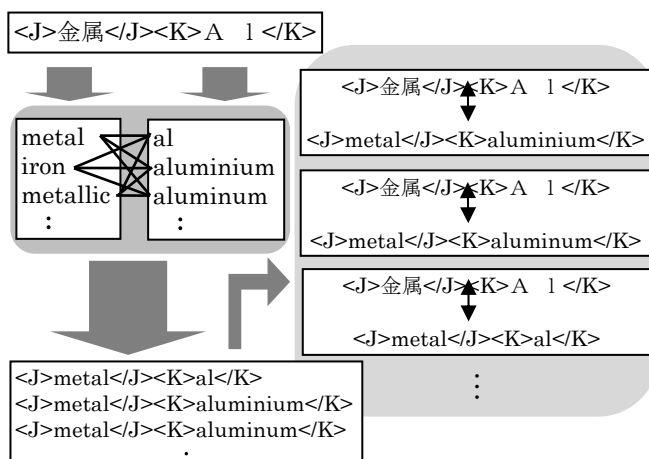 <J>金属</J><K>Ａ　ｌ</K>
metal
iron
metallic
：
al
aluminium
aluminum
：
<J>metal</J><K>al</K>
<J>metal</J><K>aluminium</K>
<J>metal</J><K>aluminum</K>
.
<J>金属</J><K>Ａ　ｌ</K>
<J>metal</J><K>aluminium</K>
<J>金属</J><K>Ａ　ｌ</K>
<J>metal</J><K>aluminum</K>
<J>金属</J><K>Ａ　ｌ</K>
<J>metal</J><K>al</K>
⋮